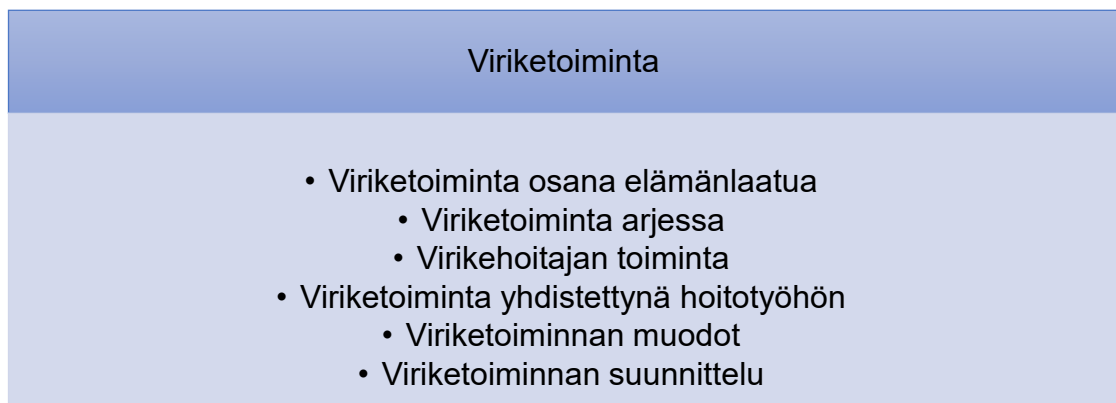 Viriketoiminta
• Viriketoiminta osana elämänlaatua
• Viriketoiminta arjessa
• Virikehoitajan toiminta
• Viriketoiminta yhdistettynä hoitotyöhön
• Viriketoiminnan muodot
• Viriketoiminnan suunnittelu